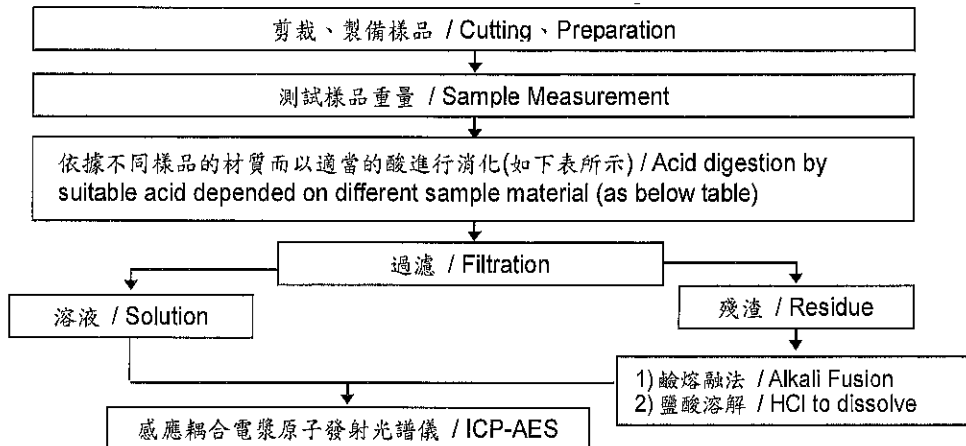 剪裁、製備樣品 / Cutting、Preparation
測試樣品重量 / Sample Measurement
依據不同樣品的材質而以適當的酸進行消化(如下表所示) / Acid digestion by
suitable acid depended on different sample material (as below table)
過濾 / Filtration
溶液 / Solution
殘渣 / Residue
1) 鹼熔融法 / Alkali Fusion
2) 鹽酸溶解 / HCl to dissolve
感應耦合電漿原子發射光譜儀 / ICP-AES